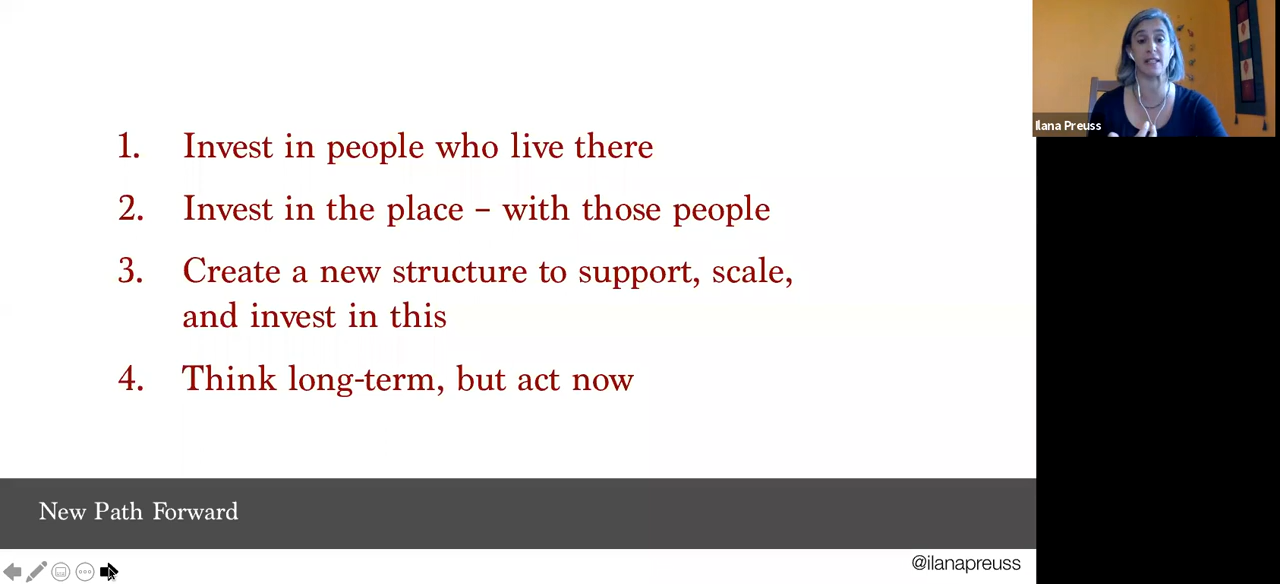 1. Invest in people who live there
2. Invest in the place – with those people
3. Create a new structure to support, scale,
and invest in this
4. Think long-term, but act now
New Path Forward
@ilanapreuss
Ilana Preuss